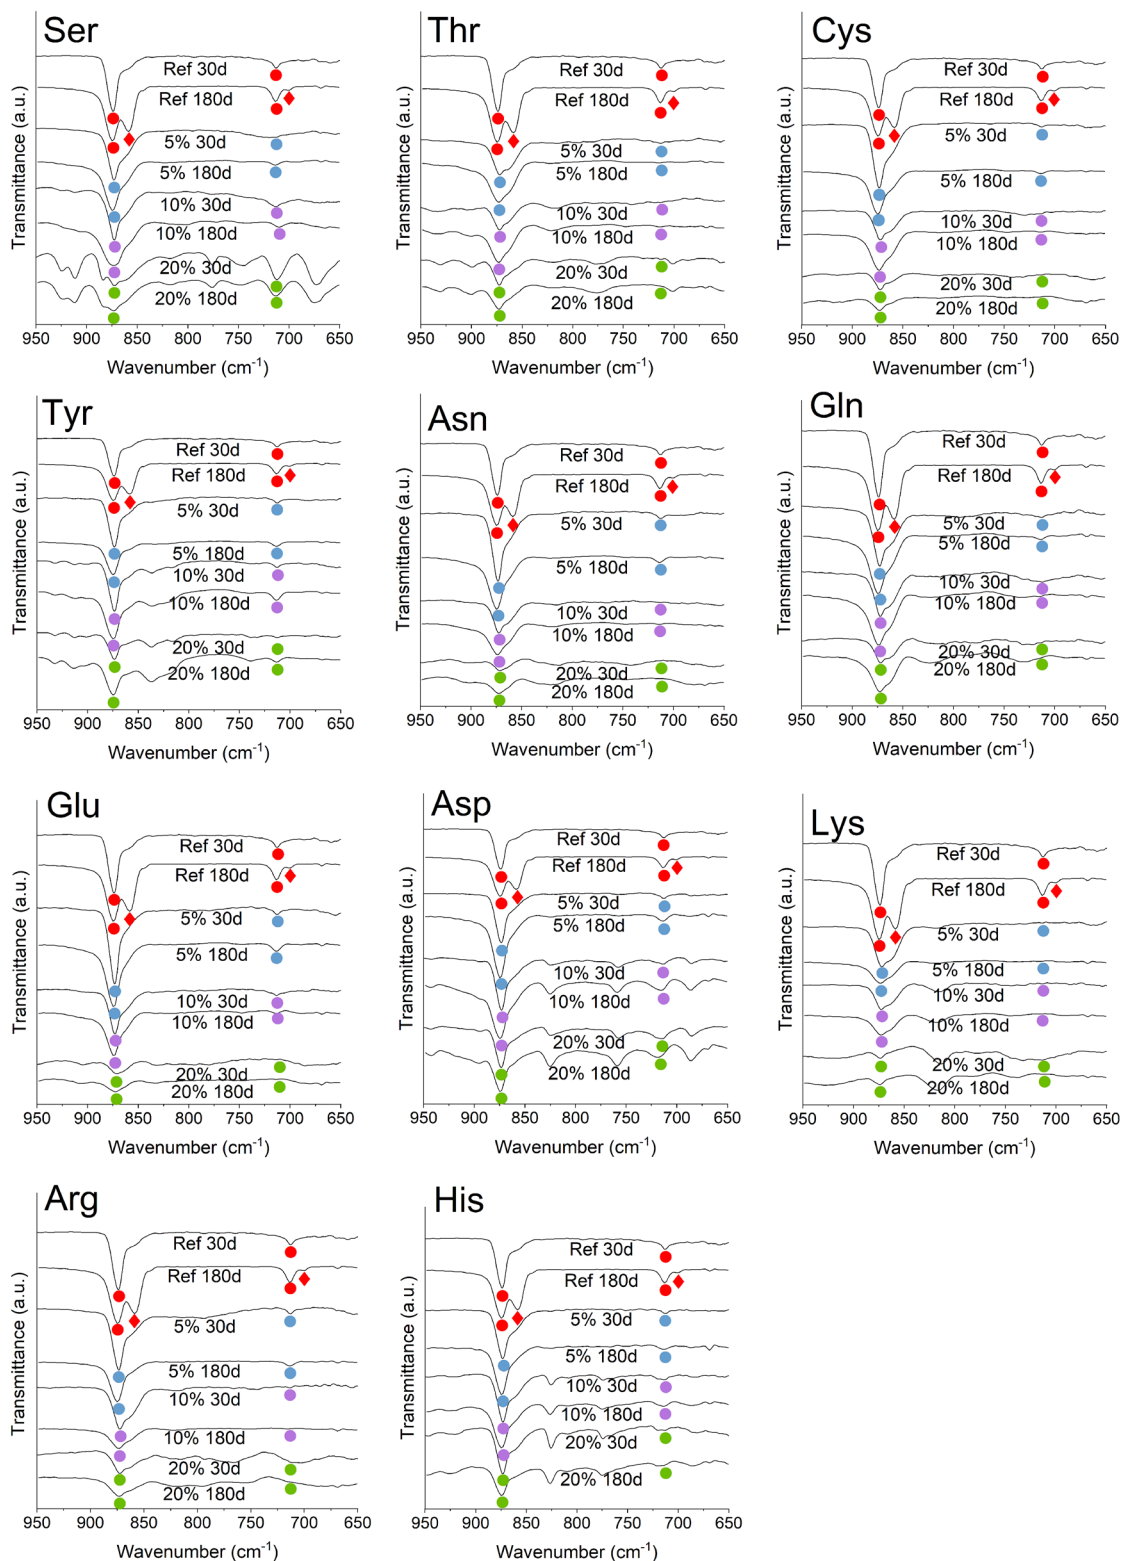 Ser
Transmittance (a.u.)
Ref 30d
Ref 180d
5% 30d
5% 180d
10% 30d
10% 180d
20% 30d
20% 180d
950 900 850 800 750 700 650
Wavenumber (cm⁻¹)
Thr
Transmittance (a.u.)
Ref 30d
Ref 180d
5% 30d
5% 180d
10% 30d
10% 180d
20% 30d
20% 180d
950 900 850 800 750 700 650
Wavenumber (cm⁻¹)
Cys
Transmittance (a.u.)
Ref 30d
Ref 180d
5% 30d
5% 180d
10% 30d
10% 180d
20% 30d
20% 180d
950 900 850 800 750 700 650
Wavenumber (cm⁻¹)
Tyr
Transmittance (a.u.)
Ref 30d
Ref 180d
5% 30d
5% 180d
10% 30d
10% 180d
20% 30d
20% 180d
950 900 850 800 750 700 650
Wavenumber (cm⁻¹)
Asn
Transmittance (a.u.)
Ref 30d
Ref 180d
5% 30d
5% 180d
10% 30d
10% 180d
20% 30d
20% 180d
950 900 850 800 750 700 650
Wavenumber (cm⁻¹)
Gln
Transmittance (a.u.)
Ref 30d
Ref 180d
5% 30d
5% 180d
10% 30d
10% 180d
20% 30d
20% 180d
950 900 850 800 750 700 650
Wavenumber (cm⁻¹)
Glu
Transmittance (a.u.)
Ref 30d
Ref 180d
5% 30d
5% 180d
10% 30d
10% 180d
20% 30d
20% 180d
950 900 850 800 750 700 650
Wavenumber (cm⁻¹)
Asp
Transmittance (a.u.)
Ref 30d
Ref 180d
5% 30d
5% 180d
10% 30d
10% 180d
20% 30d
20% 180d
950 900 850 800 750 700 650
Wavenumber (cm⁻¹)
Lys
Transmittance (a.u.)
Ref 30d
Ref 180d
5% 30d
5% 180d
10% 30d
10% 180d
20% 30d
20% 180d
950 900 850 800 750 700 650
Wavenumber (cm⁻¹)
Arg
Transmittance (a.u.)
Ref 30d
Ref 180d
5% 30d
5% 180d
10% 30d
10% 180d
20% 30d
20% 180d
950 900 850 800 750 700 650
Wavenumber (cm⁻¹)
His
Transmittance (a.u.)
Ref 30d
Ref 180d
5% 30d
5% 180d
10% 30d
10% 180d
20% 30d
20% 180d
950 900 850 800 750 700 650
Wavenumber (cm⁻¹)